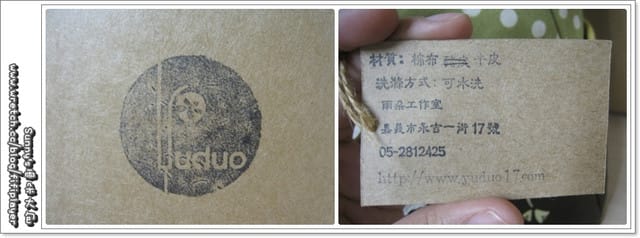 yuduo
材質：棉布 牛皮
洗滌方式：可水洗
雨朵工作室
嘉義市永吉一街17號
05-2812425
http://www.yuduo17.com